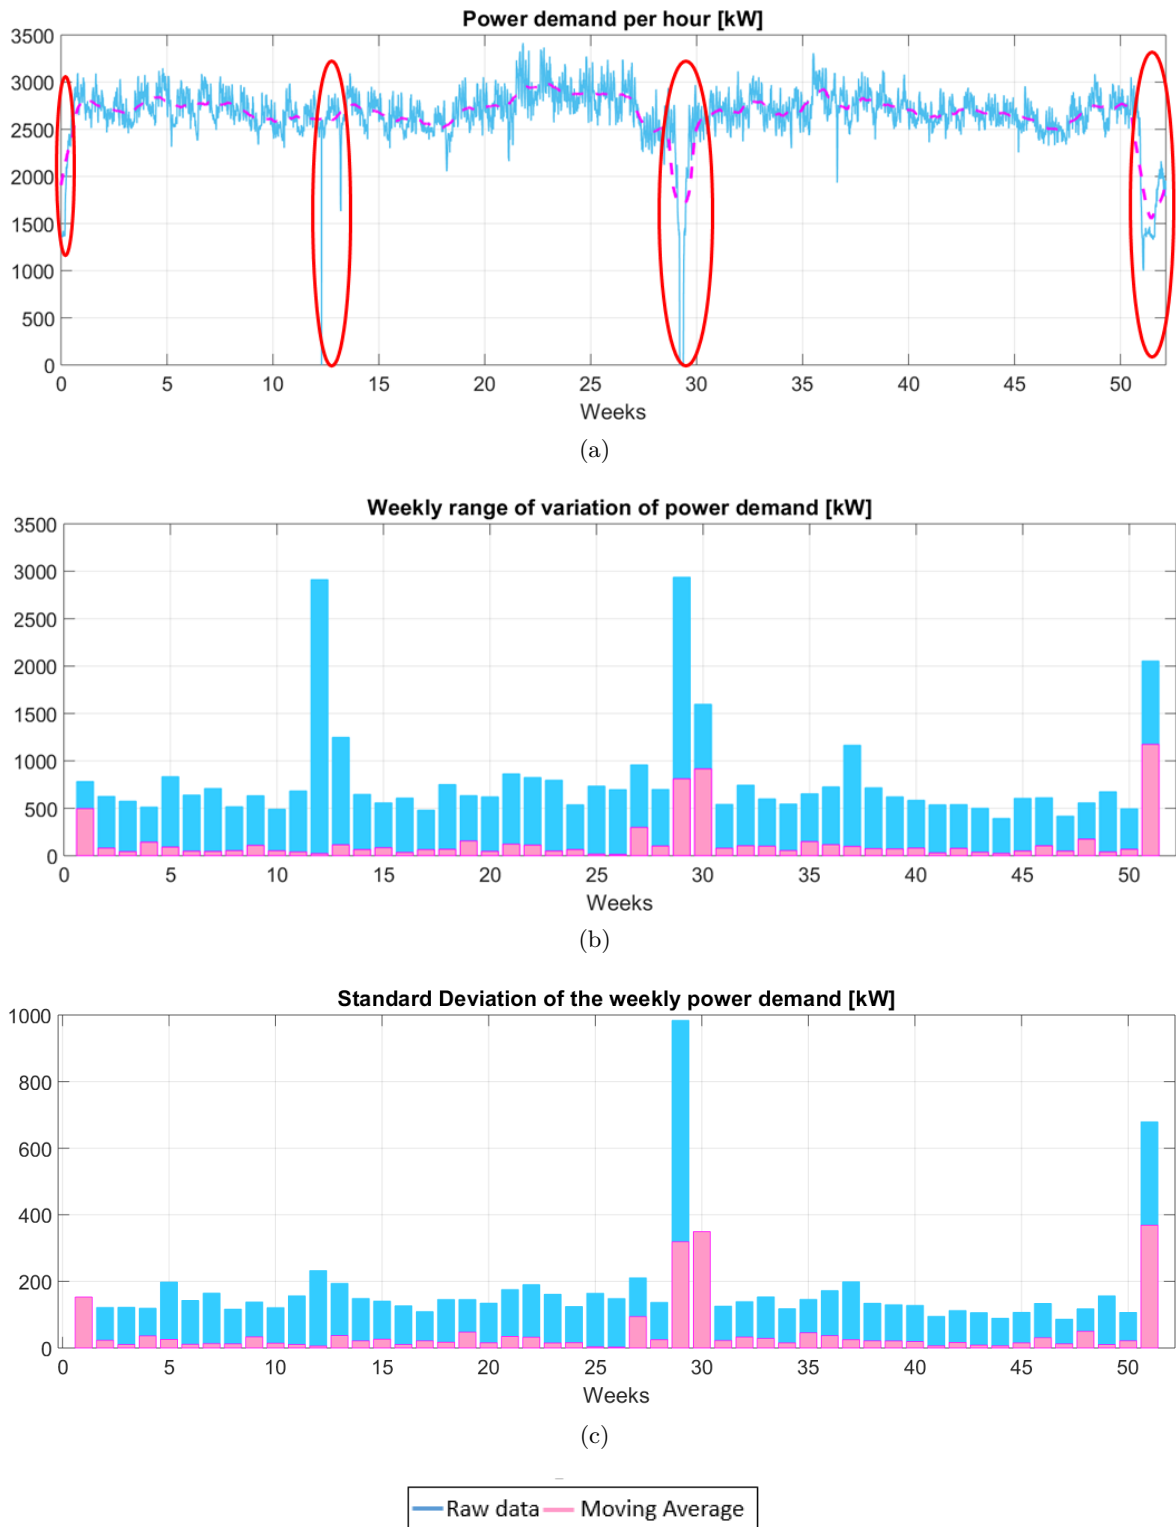 Power demand per hour [kW]
3500
3000
2500
2000
1500
1000
500
0
0 5 10 15 20 25 30 35 40 45 50
Weeks
(a)
Weekly range of variation of power demand [kW]
3500
3000
2500
2000
1500
1000
500
0
0 5 10 15 20 25 30 35 40 45 50
Weeks
(b)
Standard Deviation of the weekly power demand [kW]
1000
800
600
400
200
0
0 5 10 15 20 25 30 35 40 45 50
Weeks
(c)
Raw data Moving Average